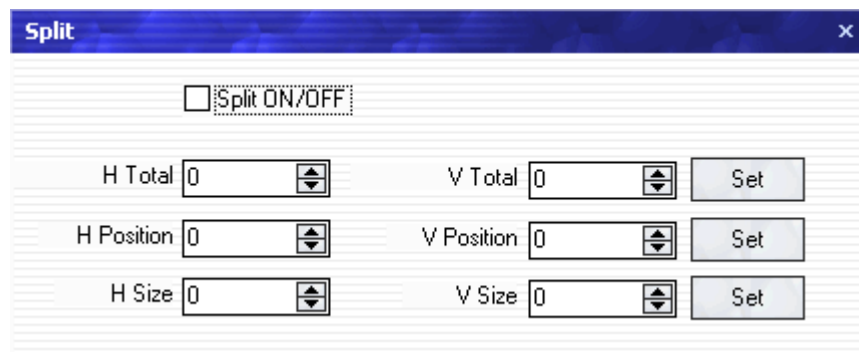 Split
Split ON/OFF
H Total 0 V Total 0 Set
H Position 0 V Position 0 Set
H Size 0 V Size 0 Set